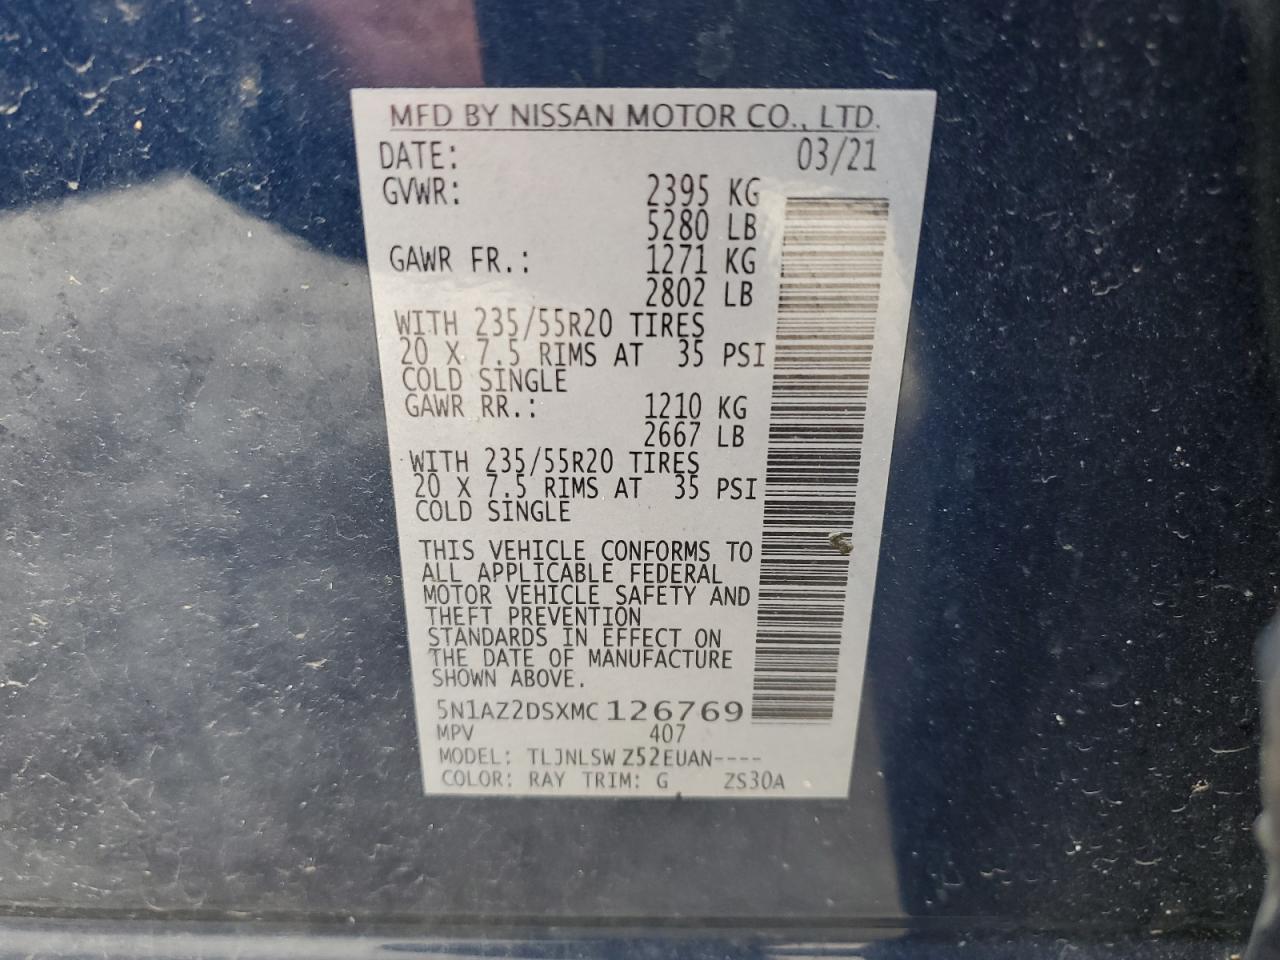 MFD BY NISSAN MOTOR CO., LTD.
DATE: 03/21
GVWR: 2395 KG
5280 LB
GAWR FR.: 1271 KG
2802 LB
WITH 235/55R20 TIRES
20 X 7.5 RIMS AT 35 PSI
COLD SINGLE
GAWR RR.: 1210 KG
2667 LB
WITH 235/55R20 TIRES
20 X 7.5 RIMS AT 35 PSI
COLD SINGLE
THIS VEHICLE CONFORMS TO
ALL APPLICABLE FEDERAL
MOTOR VEHICLE SAFETY AND
THEFT PREVENTION
STANDARDS IN EFFECT ON
THE DATE OF MANUFACTURE
SHOWN ABOVE.
5N1AZ2DSXMC126769
MPV 407
MODEL: TLJNLSW Z52EUAN----
COLOR: RAY TRIM: G ZS30A